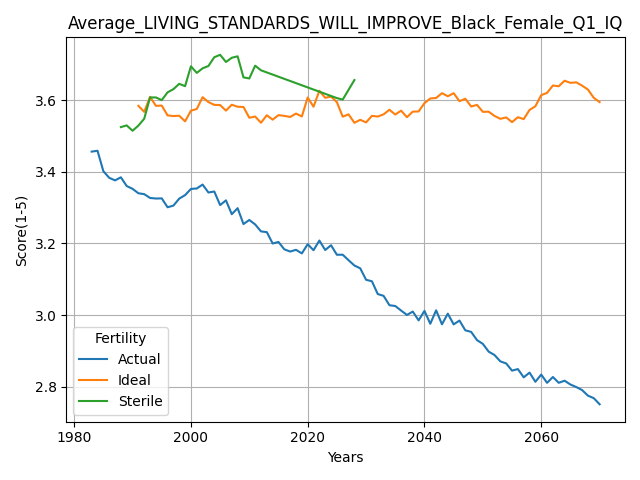 Average_LIVING_STANDARDS_WILL_IMPROVE_Black_Female_Q1_IQ
Score(1-5)
3.6
3.4
3.2
3.0
2.8
Fertility
Actual
Ideal
Sterile
1980
2000
2020
2040
2060
Years